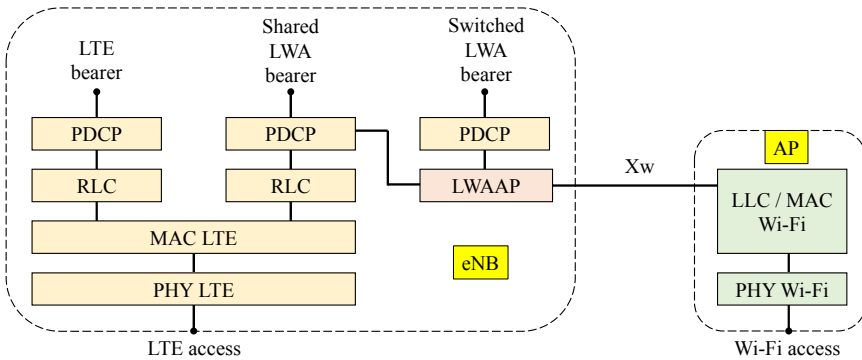 LTE
bearer
Shared
LWA
bearer
Switched
LWA
bearer
PDCP
PDCP
PDCP
AP
RLC
RLC
LWAAP
Xw
LLC / MAC
Wi-Fi
MAC LTE
eNB
PHY LTE
PHY Wi-Fi
LTE access
Wi-Fi access